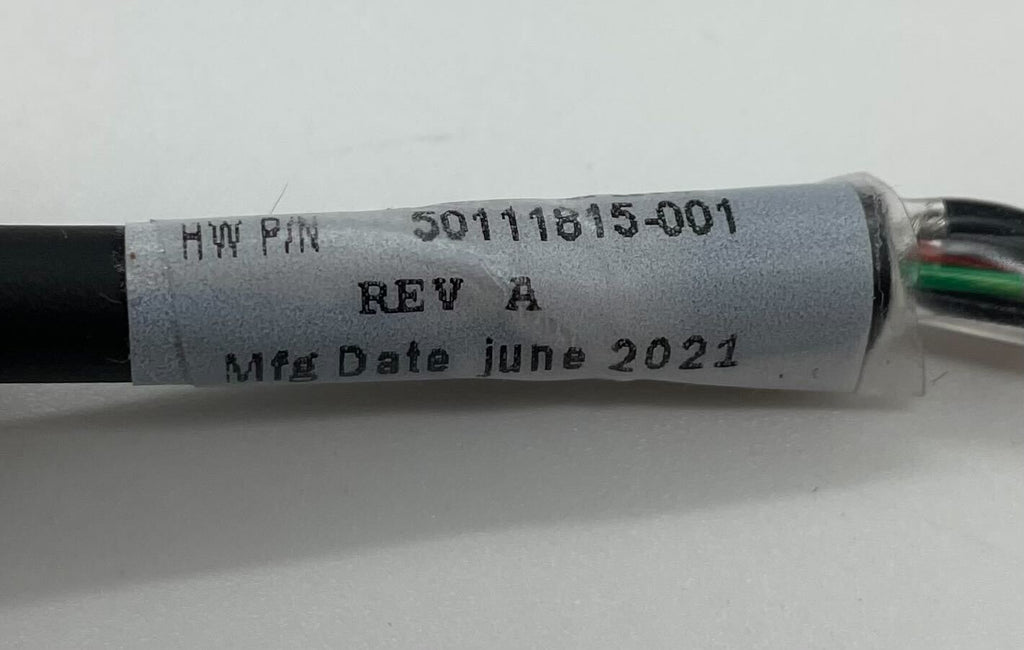 HW P/N 50111815-001
REV A
Mfg Date june 2021